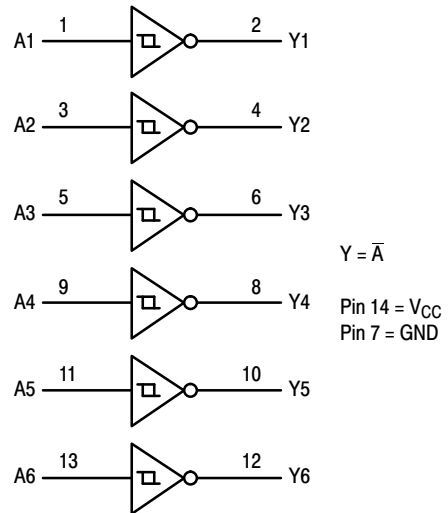 A1 1 2 Y1
A2 3 4 Y2
A3 5 6 Y3
Y = A̅
A4 9 8 Y4
Pin 14 = VCC
Pin 7 = GND
A5 11 10 Y5
A6 13 12 Y6